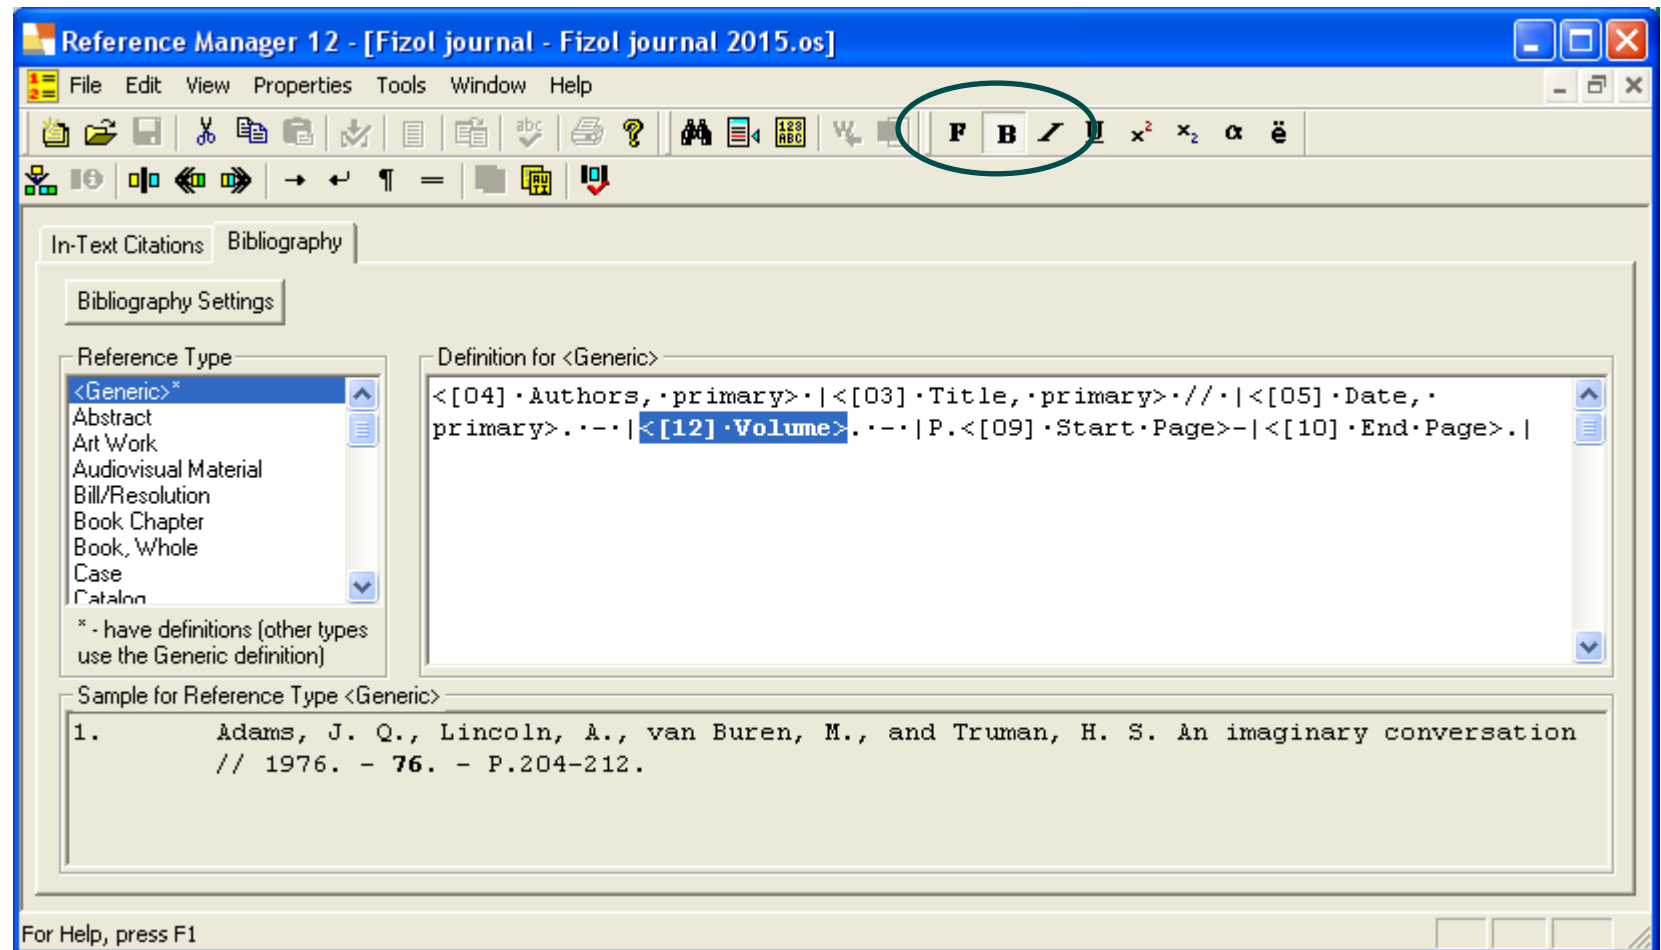 Reference Manager 12 - [Fizol journal - Fizol journal 2015.os]
File Edit View Properties Tools Window Help
abc 123 ABC W F B I U x² x₂ α ë
In-Text Citations Bibliography
Bibliography Settings
Reference Type
<Generic>*
Abstract
Art Work
Audiovisual Material
Bill/Resolution
Book Chapter
Book, Whole
Case
Catalog
* - have definitions (other types
use the Generic definition)
Definition for <Generic>
<[04]·Authors,·primary>·|<[03]·Title,·primary>·//·|<[05]·Date,·
primary>.·–·|<[12]·Volume>.·–·|P.<[09]·Start·Page>-|<[10]·End·Page>.|
Sample for Reference Type <Generic>
1. Adams, J. Q., Lincoln, A., van Buren, M., and Truman, H. S. An imaginary conversation
// 1976. – 76. – P.204-212.
For Help, press F1